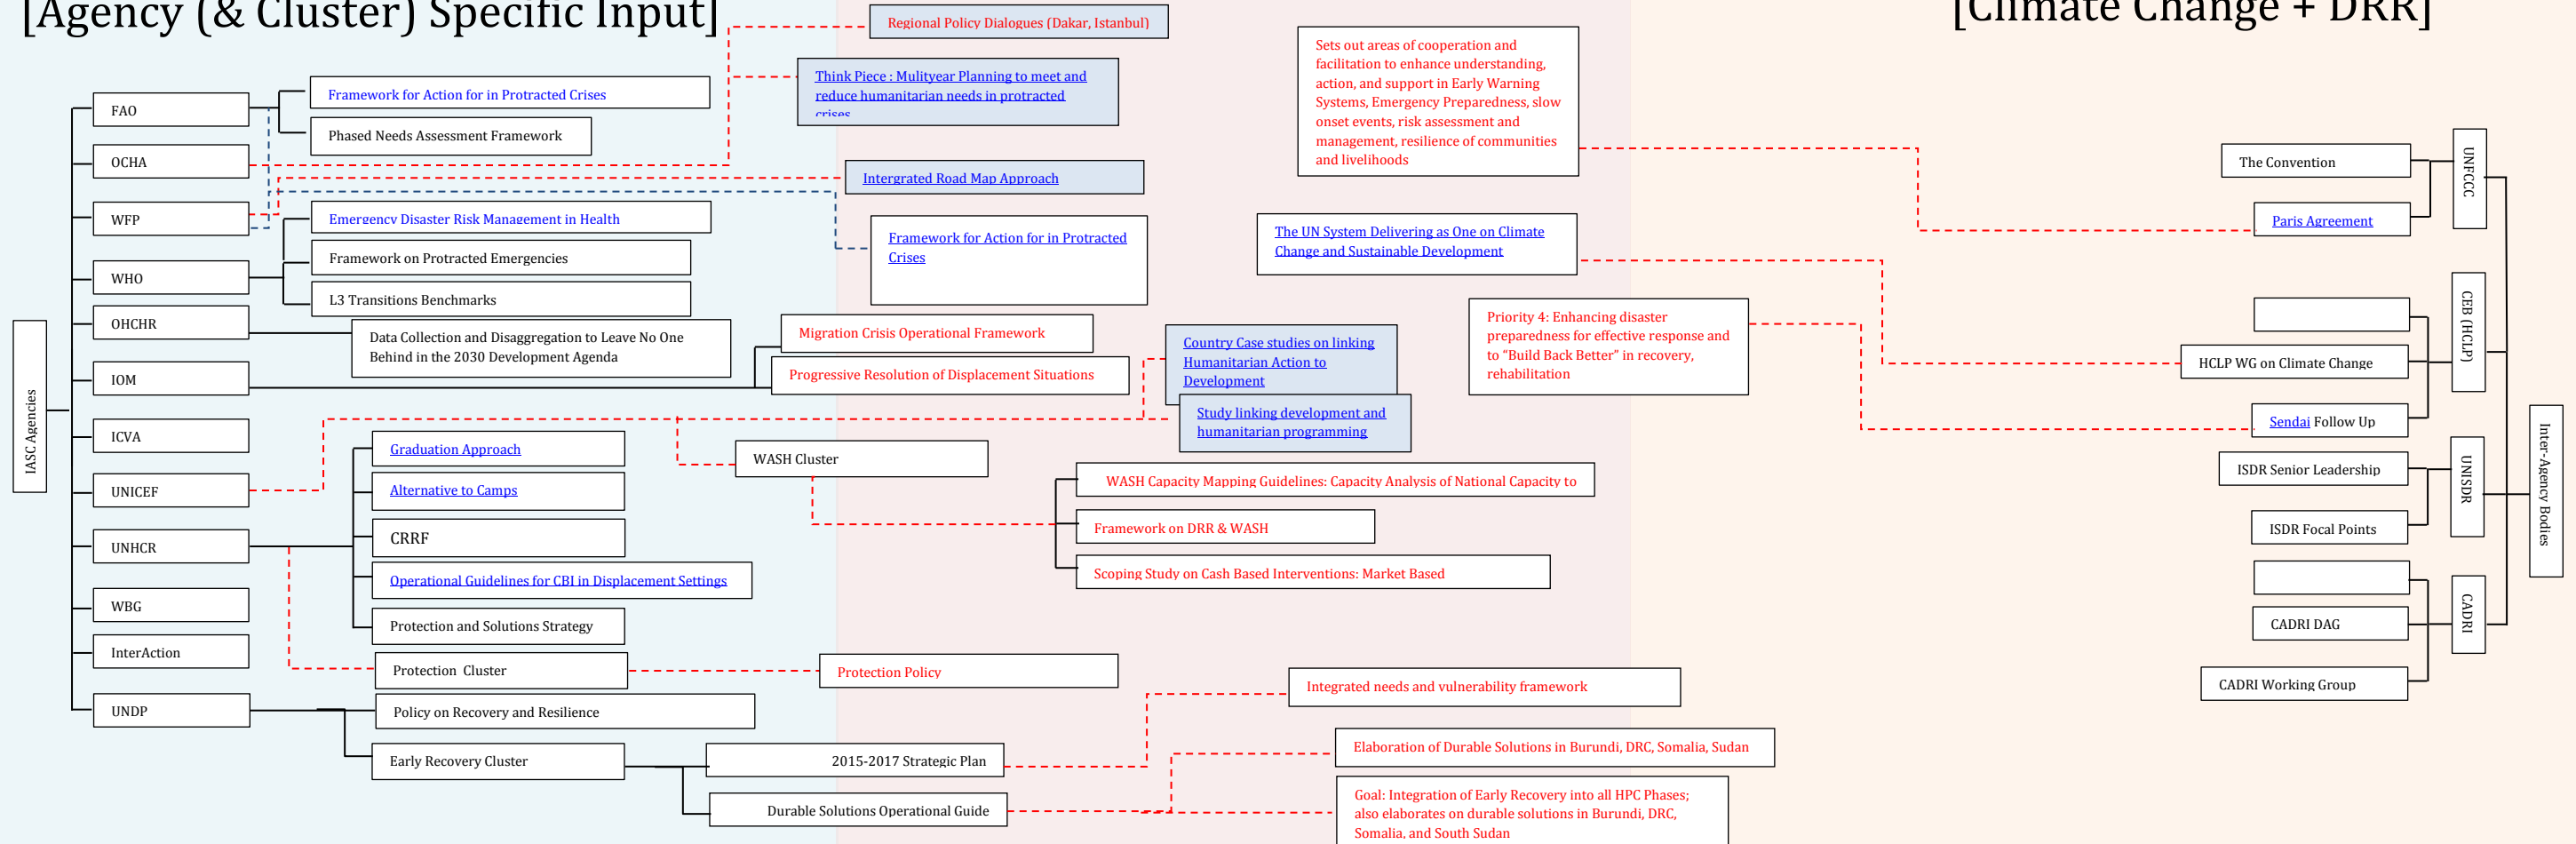 [Agency (& Cluster) Specific Input]
[Climate Change + DRR]
IASC Agencies
FAO
OCHA
WFP
WHO
OHCHR
IOM
ICVA
UNICEF
UNHCR
WBG
InterAction
UNDP
Framework for Action for in Protracted Crises
Phased Needs Assessment Framework
Emergency Disaster Risk Management in Health
Framework on Protracted Emergencies
L3 Transitions Benchmarks
Data Collection and Disaggregation to Leave No One
Behind in the 2030 Development Agenda
Graduation Approach
Alternative to Camps
CRRF
Operational Guidelines for CBI in Displacement Settings
Protection and Solutions Strategy
Protection Cluster
Policy on Recovery and Resilience
Early Recovery Cluster
2015-2017 Strategic Plan
Durable Solutions Operational Guide
Regional Policy Dialogues (Dakar, Istanbul)
Think Piece : Mulityear Planning to meet and
reduce humanitarian needs in protracted
crises
Intergrated Road Map Approach
Framework for Action for in Protracted
Crises
Migration Crisis Operational Framework
Progressive Resolution of Displacement Situations
Country Case studies on linking
Humanitarian Action to
Development
Study linking development and
humanitarian programming
WASH Cluster
WASH Capacity Mapping Guidelines: Capacity Analysis of National Capacity to
Framework on DRR & WASH
Scoping Study on Cash Based Interventions: Market Based
Protection Policy
Integrated needs and vulnerability framework
Elaboration of Durable Solutions in Burundi, DRC, Somalia, Sudan
Goal: Integration of Early Recovery into all HPC Phases;
also elaborates on durable solutions in Burundi, DRC,
Somalia, and South Sudan
Sets out areas of cooperation and
facilitation to enhance understanding,
action, and support in Early Warning
Systems, Emergency Preparedness, slow
onset events, risk assessment and
management, resilience of communities
and livelihoods
The UN System Delivering as One on Climate
Change and Sustainable Development
Priority 4: Enhancing disaster
preparedness for effective response and
to “Build Back Better” in recovery,
rehabilitation
The Convention
Paris Agreement
HCLP WG on Climate Change
Sendai Follow Up
ISDR Senior Leadership
ISDR Focal Points
CADRI DAG
CADRI Working Group
UNFCCC
CEB (HCLP)
UNISDR
CADRI
Inter-Agency Bodies